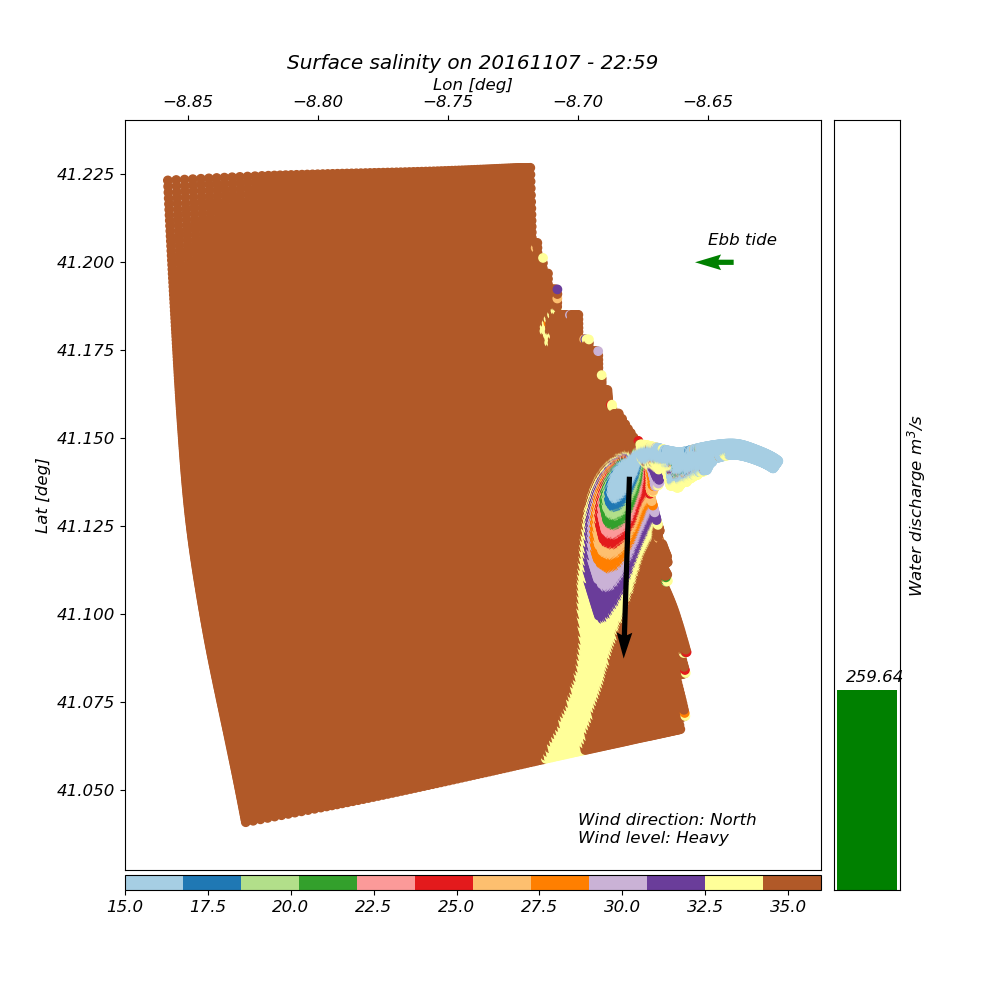 Surface salinity on 20161107 - 22:59
Lon [deg]
−8.85 −8.80 −8.75 −8.70 −8.65
41.225
41.200
41.175
41.150
41.125
41.100
41.075
41.050
Lat [deg]
Ebb tide
Water discharge m³/s
259.64
Wind direction: North
Wind level: Heavy
15.0 17.5 20.0 22.5 25.0 27.5 30.0 32.5 35.0